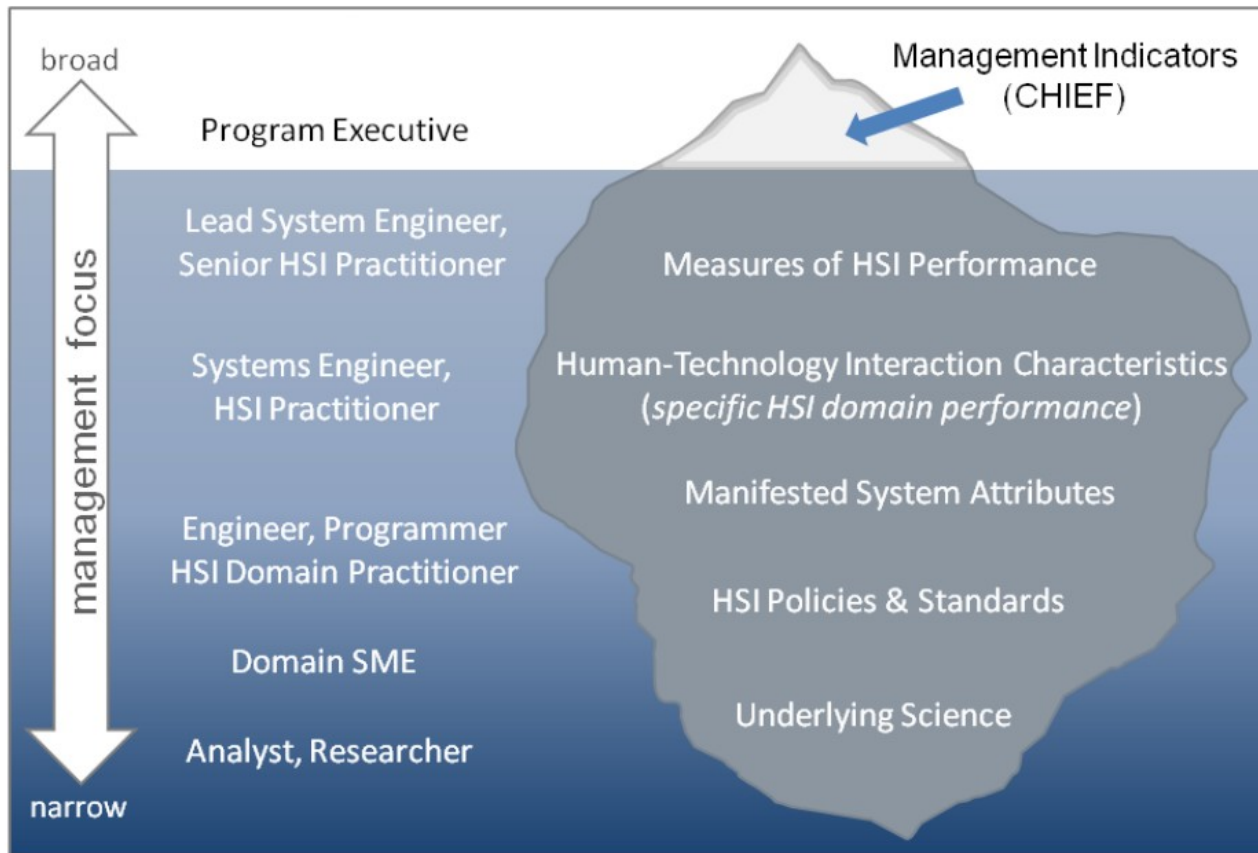 broad
Management Indicators
(CHIEF)
Program Executive
Lead System Engineer,
Senior HSI Practitioner
Measures of HSI Performance
management focus
Systems Engineer,
HSI Practitioner
Human-Technology Interaction Characteristics
(specific HSI domain performance)
Manifested System Attributes
Engineer, Programmer
HSI Domain Practitioner
HSI Policies & Standards
Domain SME
Underlying Science
Analyst, Researcher
narrow